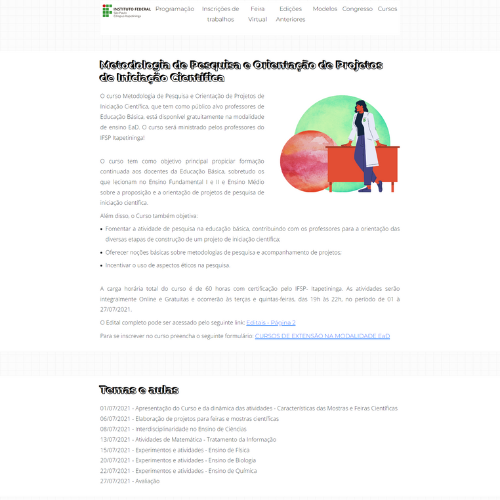 INSTITUTO FEDERAL
Programação
Inscrições de
trabalhos
Feira
Virtual
Edições
Anteriores
Modelos
Congresso
Cursos
Metodologia de Pesquisa e Orientação de Projetos
de Iniciação Científica
O curso Metodologia de Pesquisa e Orientação de Projetos de
Iniciação Científica, que tem como público alvo professores de
Educação Básica, está disponível gratuitamente na modalidade
de ensino EaD. O curso será ministrado pelos professores do
IFSP Itapetininga!
O curso tem como objetivo principal propiciar formação
continuada aos docentes da Educação Básica, sobretudo os
que lecionam no Ensino Fundamental I e II e Ensino Médio
sobre a proposição e a orientação de projetos de pesquisa de
iniciação científica.
Além disso, o Curso também objetiva:
• Fomentar a atividade de pesquisa na educação básica, contribuindo com os professores para a orientação das
diversas etapas de construção de um projeto de iniciação científica;
• Oferecer noções básicas sobre metodologias de pesquisa e acompanhamento de projetos;
• Incentivar o uso de aspectos éticos na pesquisa.
A carga horária total do curso é de 60 horas com certificação pelo IFSP- Itapetininga. As atividades serão
integralmente Online e Gratuitas e ocorrerão às terças e quintas-feiras, das 19h às 22h, no período de 01 à
27/07/2021.
O Edital completo pode ser acessado pelo seguinte link: Editais - Página 2
Para se inscrever no curso preencha o seguinte formulário: CURSOS DE EXTENSÃO NA MODALIDADE EaD
Temas e aulas
01/07/2021 - Apresentação do Curso e da dinâmica das atividades - Características das Mostras e Feiras Científicas
06/07/2021 - Elaboração de projetos para feiras e mostras científicas
08/07/2021 - Interdisciplinaridade no Ensino de Ciências
13/07/2021 - Atividades de Matemática - Tratamento da Informação
15/07/2021 - Experimentos e atividades - Ensino de Física
20/07/2021 - Experimentos e atividades - Ensino de Biologia
22/07/2021 - Experimentos e atividades - Ensino de Química
27/07/2021 - Avaliação